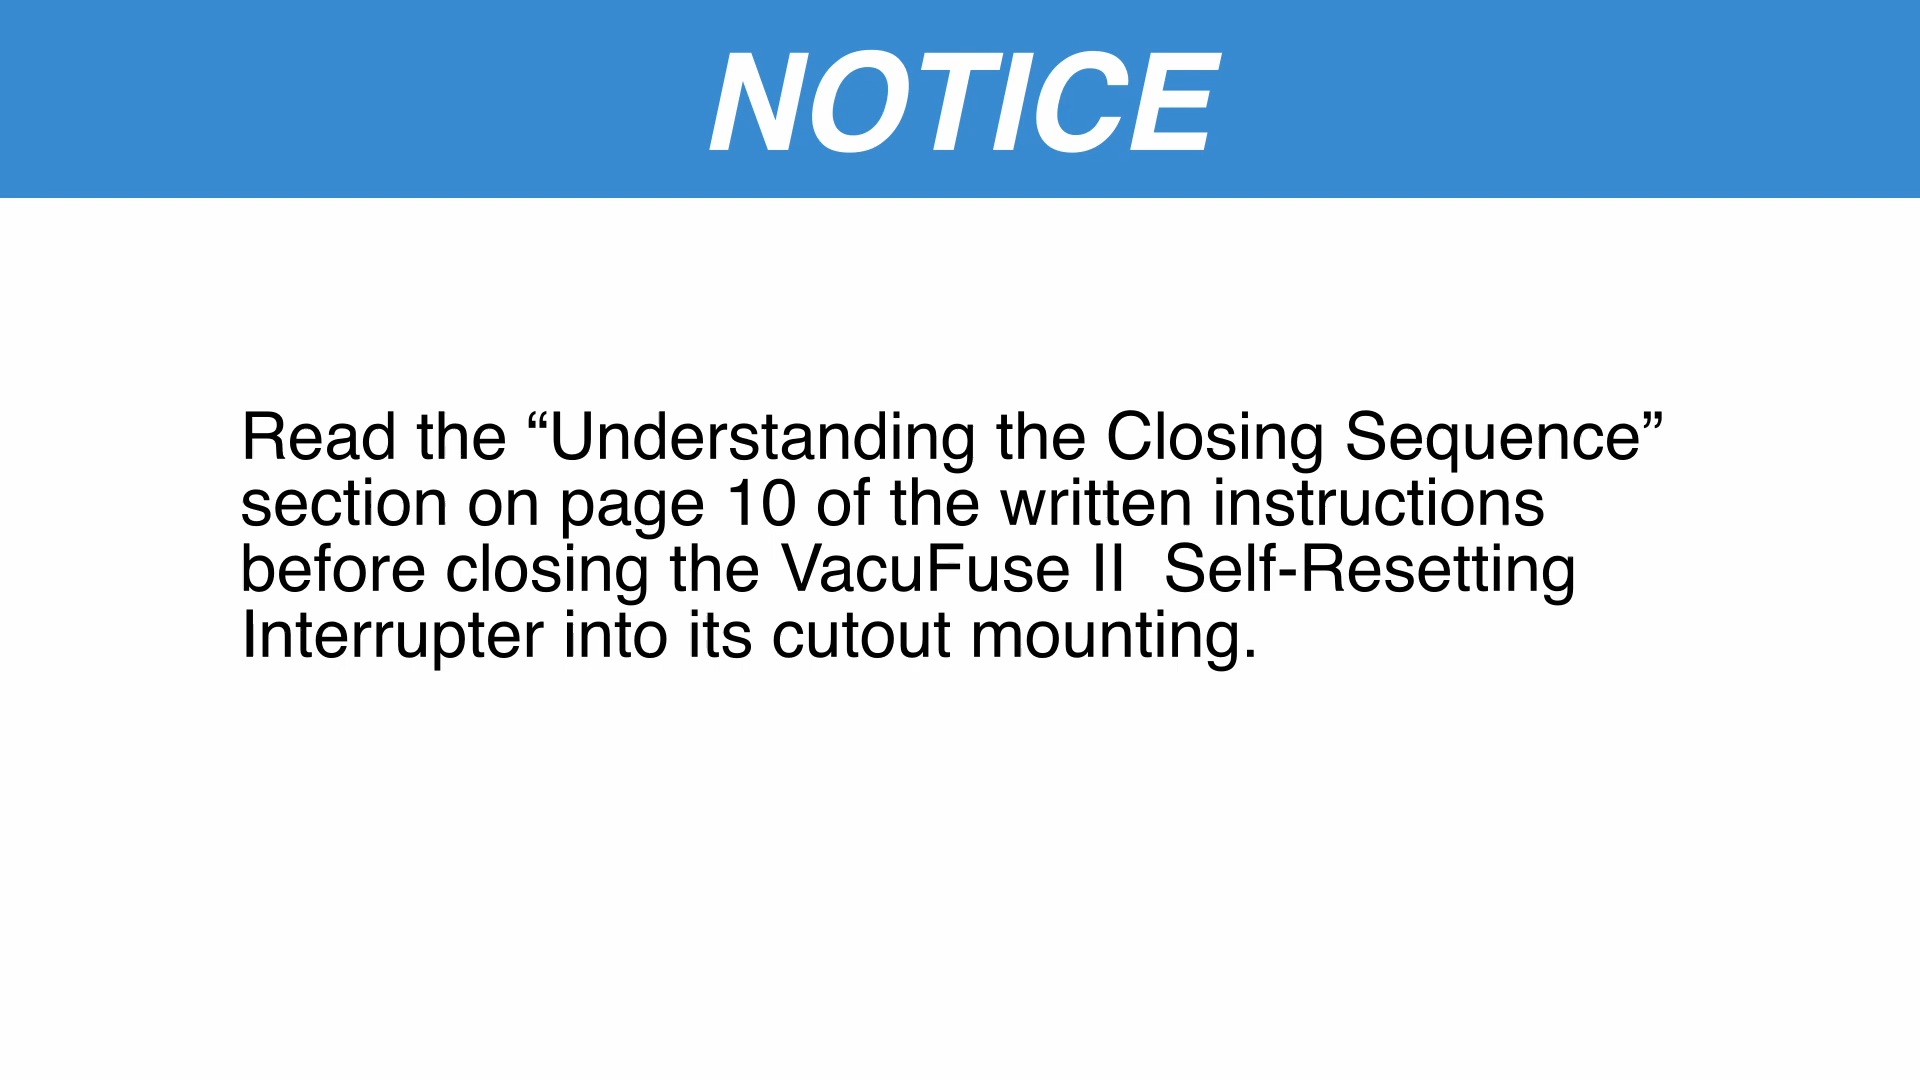 NOTICE
Read the “Understanding the Closing Sequence”
section on page 10 of the written instructions
before closing the VacuFuse II  Self-Resetting
Interrupter into its cutout mounting.